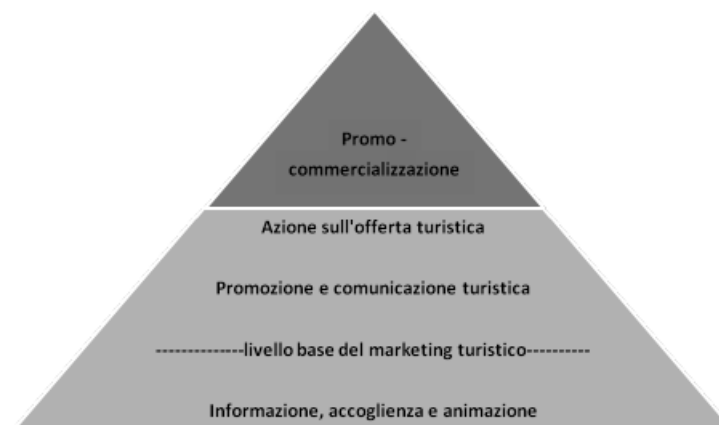 Promo -
commercializzazione
Azione sull'offerta turistica
Promozione e comunicazione turistica
--------------livello base del marketing turistico----------
Informazione, accoglienza e animazione